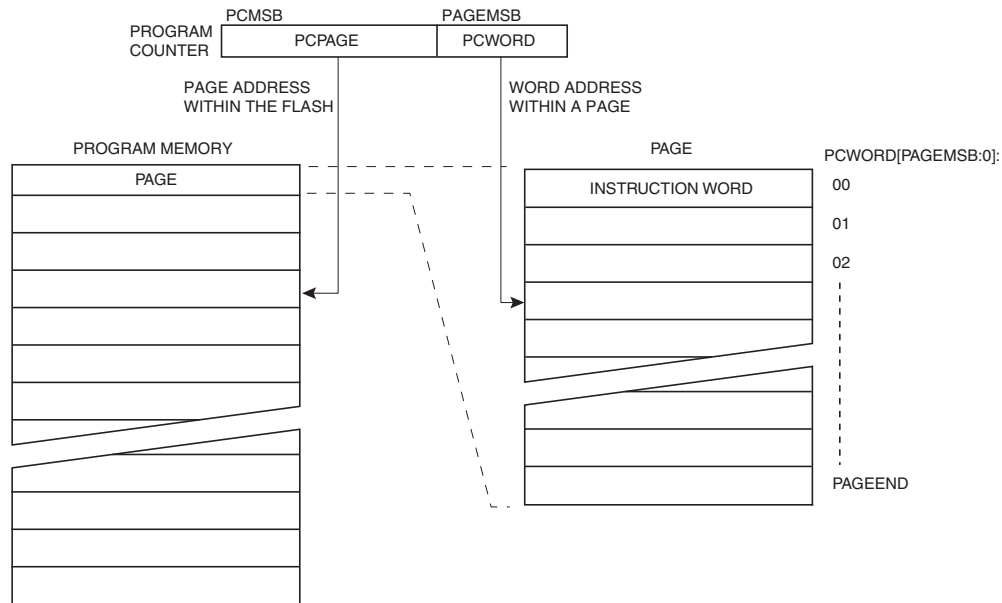 PCMSB PAGEMSB
PROGRAM
COUNTER
PCPAGE PCWORD
PAGE ADDRESS
WITHIN THE FLASH
WORD ADDRESS
WITHIN A PAGE
PROGRAM MEMORY
PAGE
PAGE
INSTRUCTION WORD
PCWORD[PAGEMSB:0]:
00
01
02
PAGEEND